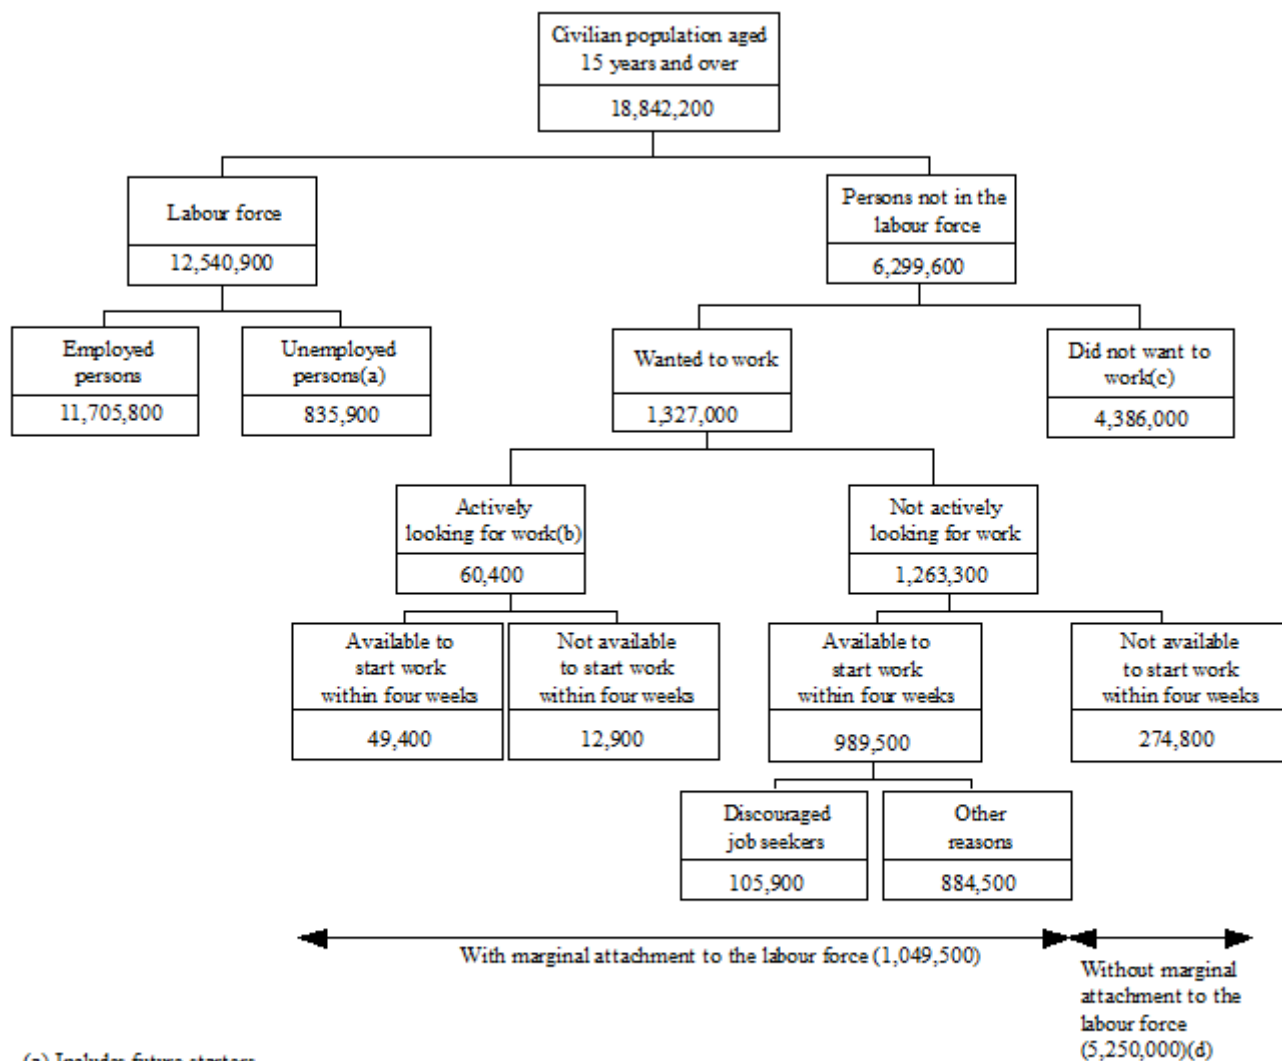 Civilian population aged
15 years and over
18,842,200
Labour force
12,540,900
Persons not in the
labour force
6,299,600
Employed
persons
11,705,800
Unemployed
persons(a)
835,900
Wanted to work
1,327,000
Did not want to
work(c)
4,386,000
Actively
looking for work(b)
60,400
Not actively
looking for work
1,263,300
Available to
start work
within four weeks
49,400
Not available
to start work
within four weeks
12,900
Available to
start work
within four weeks
989,500
Not available
to start work
within four weeks
274,800
Discouraged
job seekers
105,900
Other
reasons
884,500
With marginal attachment to the labour force (1,049,500)
Without marginal
attachment to the
labour force
(5,250,000)(d)
(a) Includes future starters